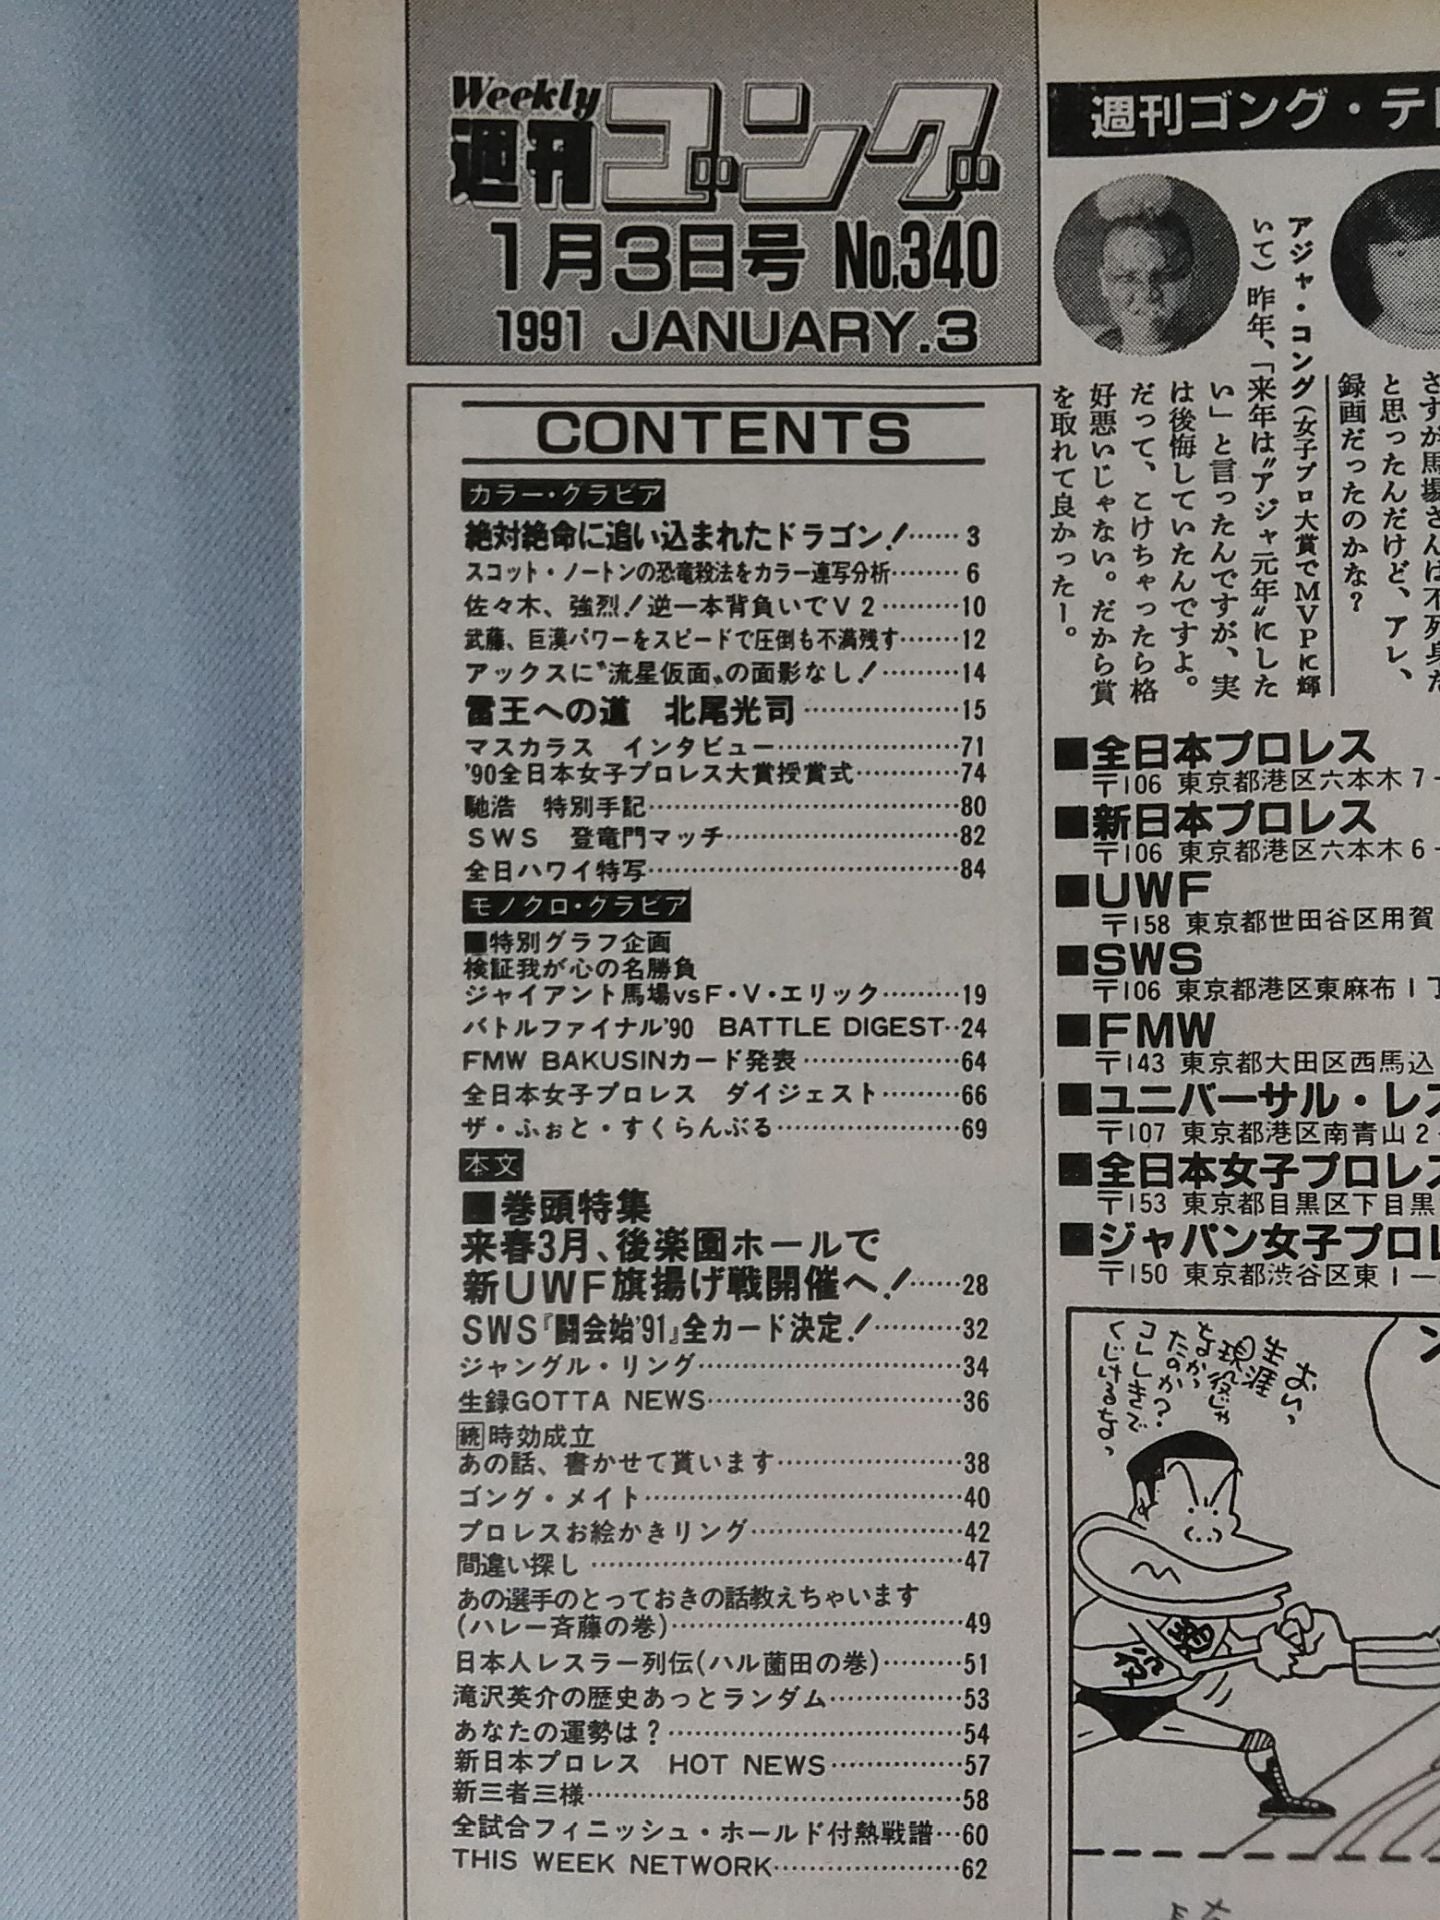 Weekly
週刊ゴング
1月3日号 No.340
1991 JANUARY.3
CONTENTS
カラー・グラビア
絶対絶命に追い込まれたドラゴン!……3
スコット・ノートンの恐竜殺法をカラー連写分析………6
佐々木、強烈!逆一本背負いでV2………10
武藤、巨漢パワーをスピードで圧倒も不満残す……12
アックスに〝流星仮面〟の面影なし!………14
雷王への道 北尾光司………………15
マスカラス インタビュー…………………71
'90全日本女子プロレス大賞授賞式…………74
馳浩 特別手記………………………………80
SWS 登竜門マッチ………………………82
全日ハワイ特写………………………………84
モノクロ・グラビア
■特別グラフ企画
検証我が心の名勝負
ジャイアント馬場vsF・V・エリック………19
バトルファイナル'90 BATTLE DIGEST‥24
FMW BAKUSINカード発表………………64
全日本女子プロレス ダイジェスト………66
ザ・ふぉと・すくらんぶる…………………69
本文
■巻頭特集
来春3月、後楽園ホールで
新UWF旗揚げ戦開催へ!……28
SWS『闘会始'91』全カード決定!…………32
ジャングル・リング…………………………34
生録GOTTA NEWS…………………………36
続時効成立
あの話、書かせて貰います…………………38
ゴング・メイト………………………………40
プロレスお絵かきリング……………………42
間違い探し……………………………………47
あの選手のとっておきの話教えちゃいます
(ハレー斉藤の巻)……………………………49
日本人レスラー列伝(ハル薗田の巻)………51
滝沢英介の歴史あっとランダム……………53
あなたの運勢は?……………………………54
新日本プロレス HOT NEWS……………57
新三者三様……………………………………58
全試合フィニッシュ・ホールド付熱戦譜…60
THIS WEEK NETWORK…………………62
週刊ゴング・テ
さすが馬場さんは不死身だ
と思ったんだけど、アレ、
録画だったのかな?
アジャ・コング(女子プロ大賞でMVPに輝
いて)昨年、「来年は〝アジャ元年〟にした
い」と言ったんですが、実
は後悔していたんですよ。
だって、こけちゃったら格
好悪いじゃない。だから賞
を取れて良かったー。
■全日本プロレス
〒106 東京都港区六本木7-
■新日本プロレス
〒106 東京都港区六本木6-
■UWF
〒158 東京都世田谷区用賀
■SWS
〒106 東京都港区東麻布1丁
■FMW
〒143 東京都大田区西馬込
■ユニバーサル・レス
〒107 東京都港区南青山2-
■全日本女子プロレス
〒153 東京都目黒区下目黒
■ジャパン女子プロレ
〒150 東京都渋谷区東1-
おい、
生涯
現役じゃ
なかっ
たのか?
コレしきで
くじけるな、
現
役